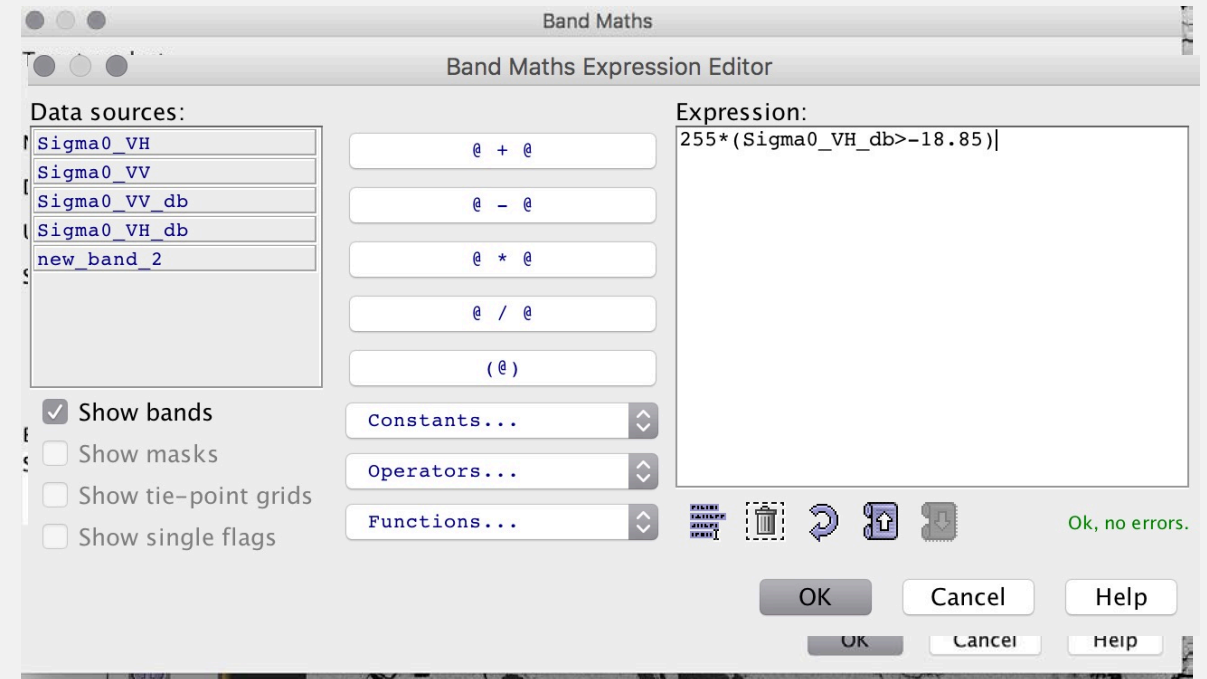 Band Maths
Band Maths Expression Editor
Data sources:
Sigma0_VH
Sigma0_VV
Sigma0_VV_db
Sigma0_VH_db
new_band_2
Show bands
Show masks
Show tie-point grids
Show single flags
@ + @
@ - @
@ * @
@ / @
(@)
Constants...
Operators...
Functions...
Expression:
255*(Sigma0_VH_db>-18.85)
Ok, no errors.
OK
Cancel
Help
OK
Cancel
Help